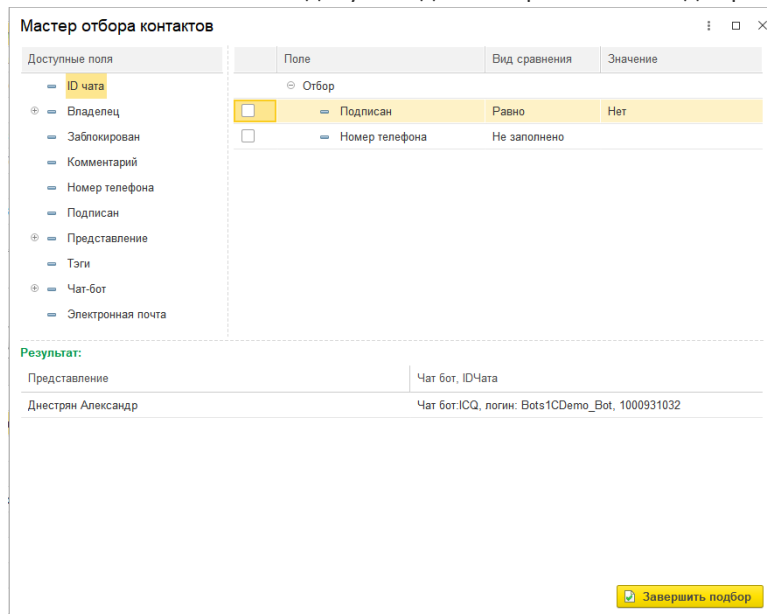 Мастер отбора контактов
Доступные поля
Поле Вид сравнения Значение
ID чата
Владелец
Заблокирован
Комментарий
Номер телефона
Подписан
Представление
Тэги
Чат-бот
Электронная почта
Отбор
Подписан Равно Нет
Номер телефона Не заполнено
Результат:
Представление Чат бот, IDЧата
Днестрян Александр Чат бот:ICQ, логин: Bots1CDemo_Bot, 1000931032
Завершить подбор